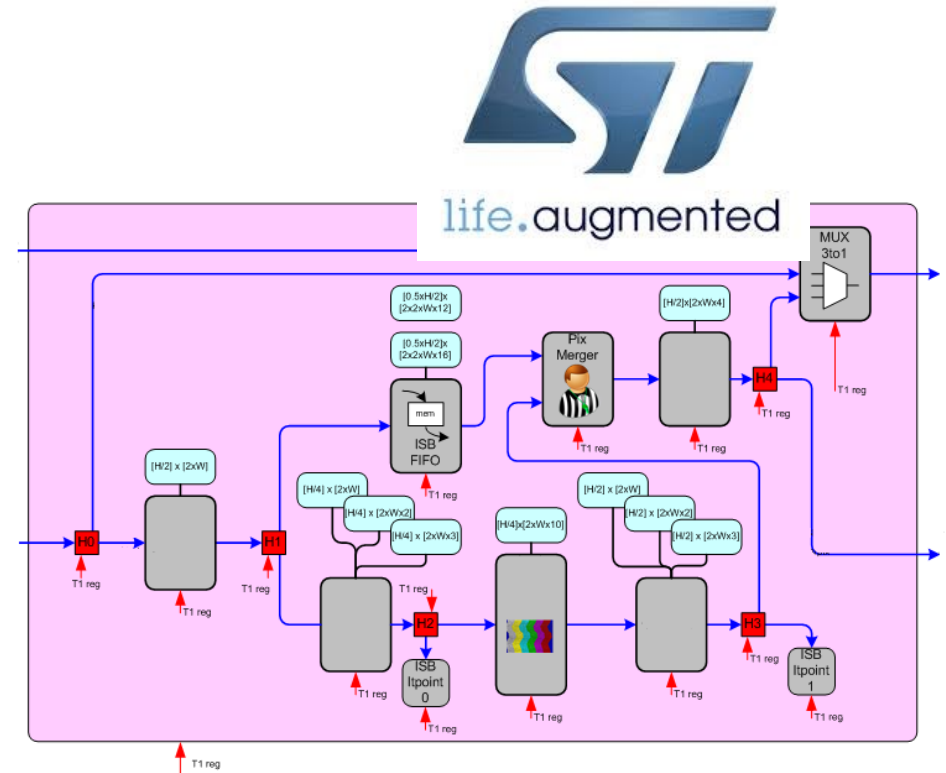 life.augmented
MUX
3to1
[0.5xH/2]x
[2x2xWx12]
[H/2]x[2xWx4]
[0.5xH/2]x
[2x2xWx16]
Pix
Merger
mem
ISB
FIFO
H4
T1 reg
T1 reg
T1 reg
T1 reg
T1 reg
[H/2] x [2xW]
[H/4] x [2xW]
[H/4] x [2xWx2]
[H/4] x [2xWx3]
[H/4]x[2xWx10]
[H/2] x [2xW]
[H/2] x [2xWx2]
[H/2] x [2xWx3]
H0
H1
T1 reg
T1 reg
T1 reg
T1 reg
H2
H3
ISB
Itpoint
0
ISB
Itpoint
1
T1 reg
T1 reg
T1 reg
T1 reg
T1 reg
T1 reg
T1 reg